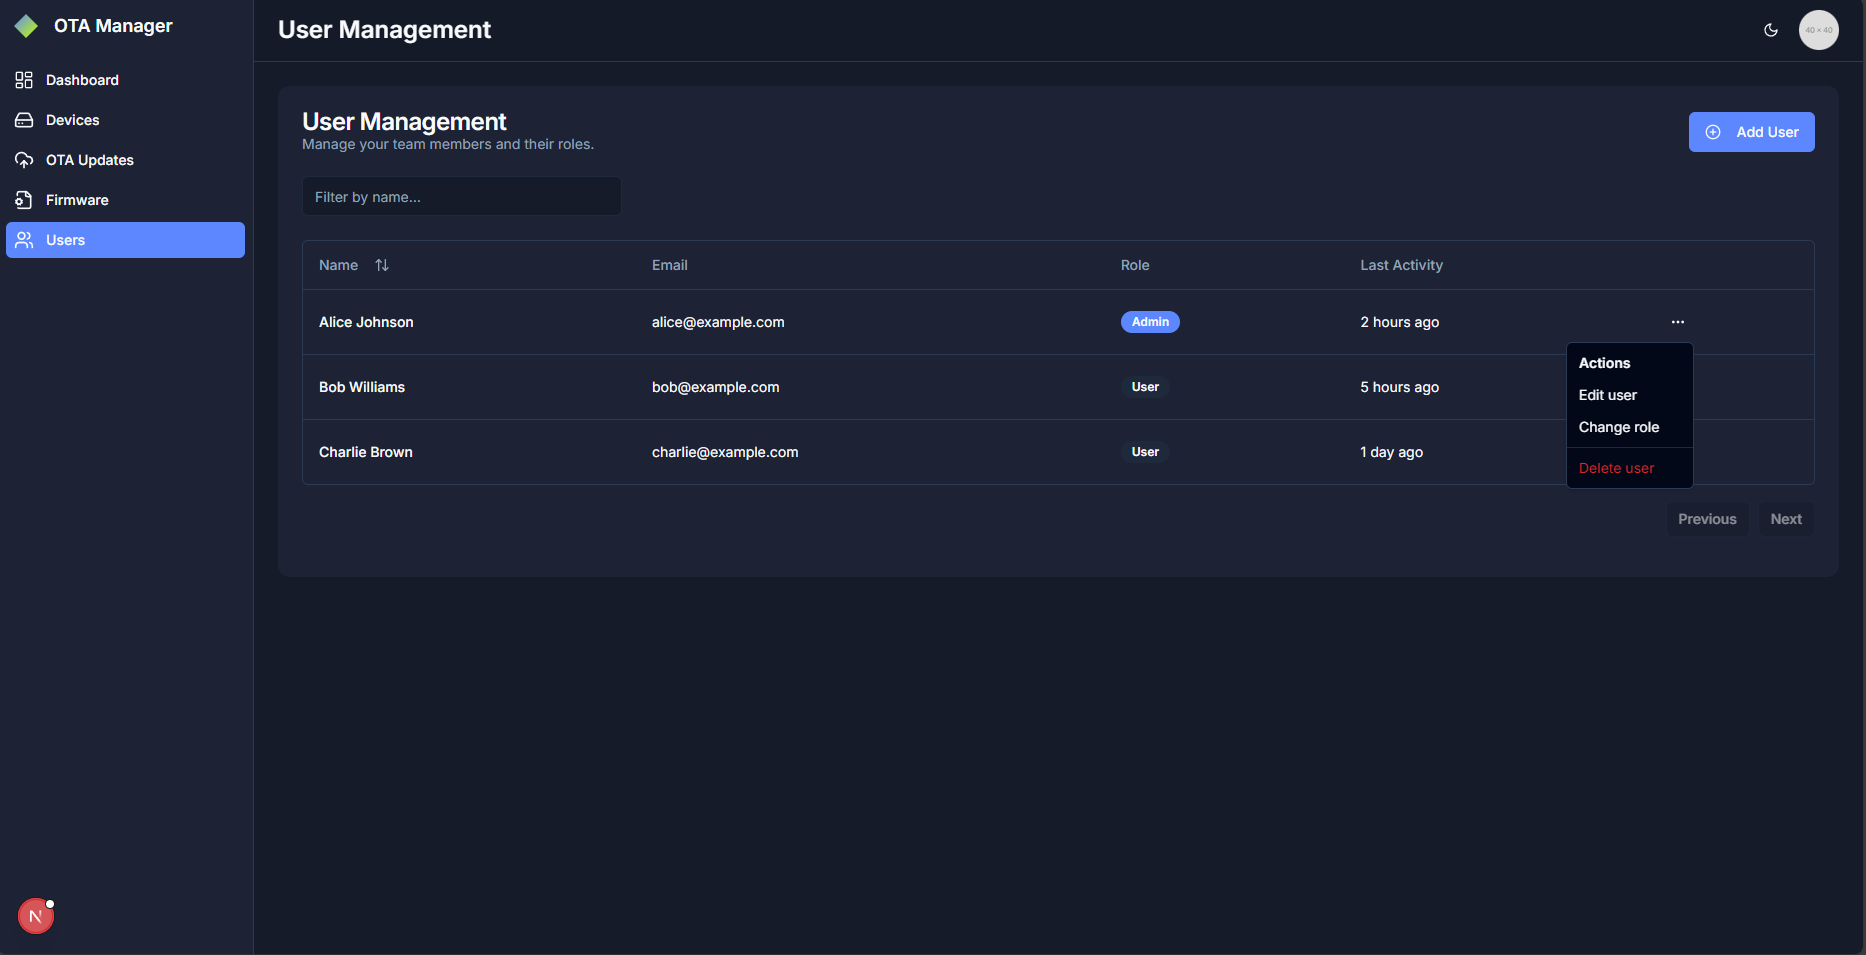 OTA Manager
Dashboard
Devices
OTA Updates
Firmware
Users
N
User Management
40 × 40
User Management
Manage your team members and their roles.
Add User
Filter by name...
Name Email Role Last Activity
Alice Johnson alice@example.com Admin 2 hours ago
Bob Williams bob@example.com User 5 hours ago
Charlie Brown charlie@example.com User 1 day ago
Actions
Edit user
Change role
Delete user
Previous Next